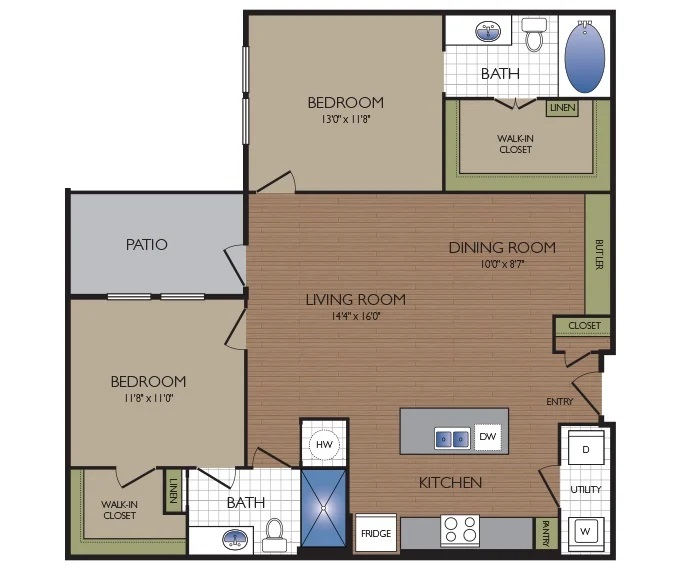 BATH
BEDROOM
13'0" x 11'8"
LINEN
WALK-IN
CLOSET
PATIO
DINING ROOM
10'0" x 8'7"
BUTLER
LIVING ROOM
14'4" x 16'0"
CLOSET
BEDROOM
11'8" x 11'0"
ENTRY
HW
DW
D
KITCHEN
UTILITY
WALK-IN
CLOSET
LINEN
BATH
FRIDGE
PANTRY
W